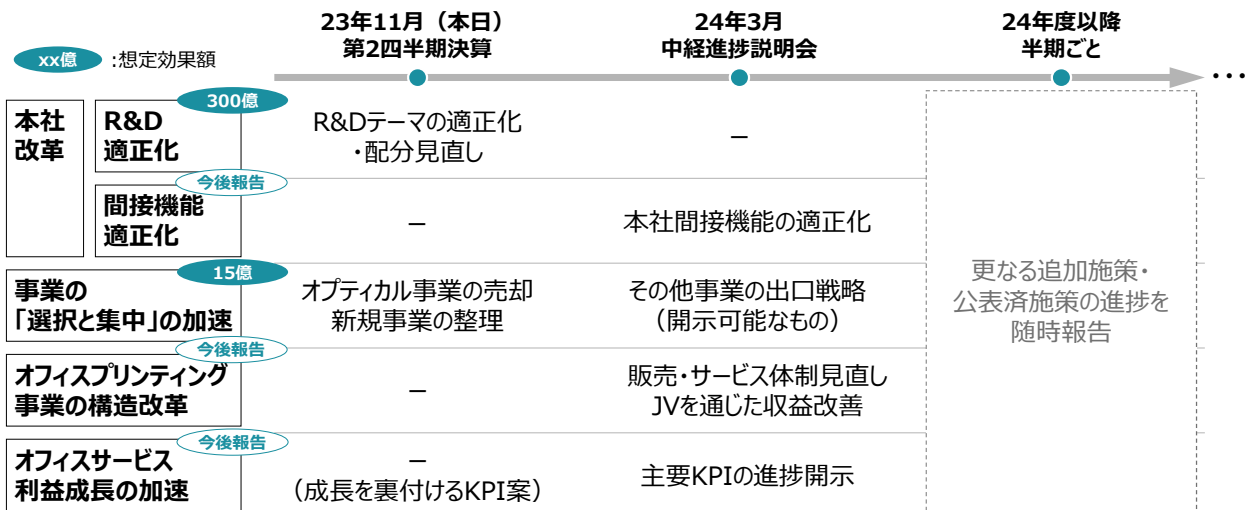 xx億 :想定効果額
23年11月（本日）
第2四半期決算
24年3月
中経進捗説明会
24年度以降
半期ごと
・・・
本社
改革
R&D
適正化
300億
R&Dテーマの適正化
・配分見直し
－
間接機能
適正化
今後報告
－
本社間接機能の適正化
事業の
「選択と集中」の加速
15億
オプティカル事業の売却
新規事業の整理
その他事業の出口戦略
（開示可能なもの）
オフィスプリンティング
事業の構造改革
今後報告
－
販売・サービス体制見直し
JVを通じた収益改善
オフィスサービス
利益成長の加速
今後報告
－
（成長を裏付けるKPI案）
主要KPIの進捗開示
更なる追加施策・
公表済施策の進捗を
随時報告